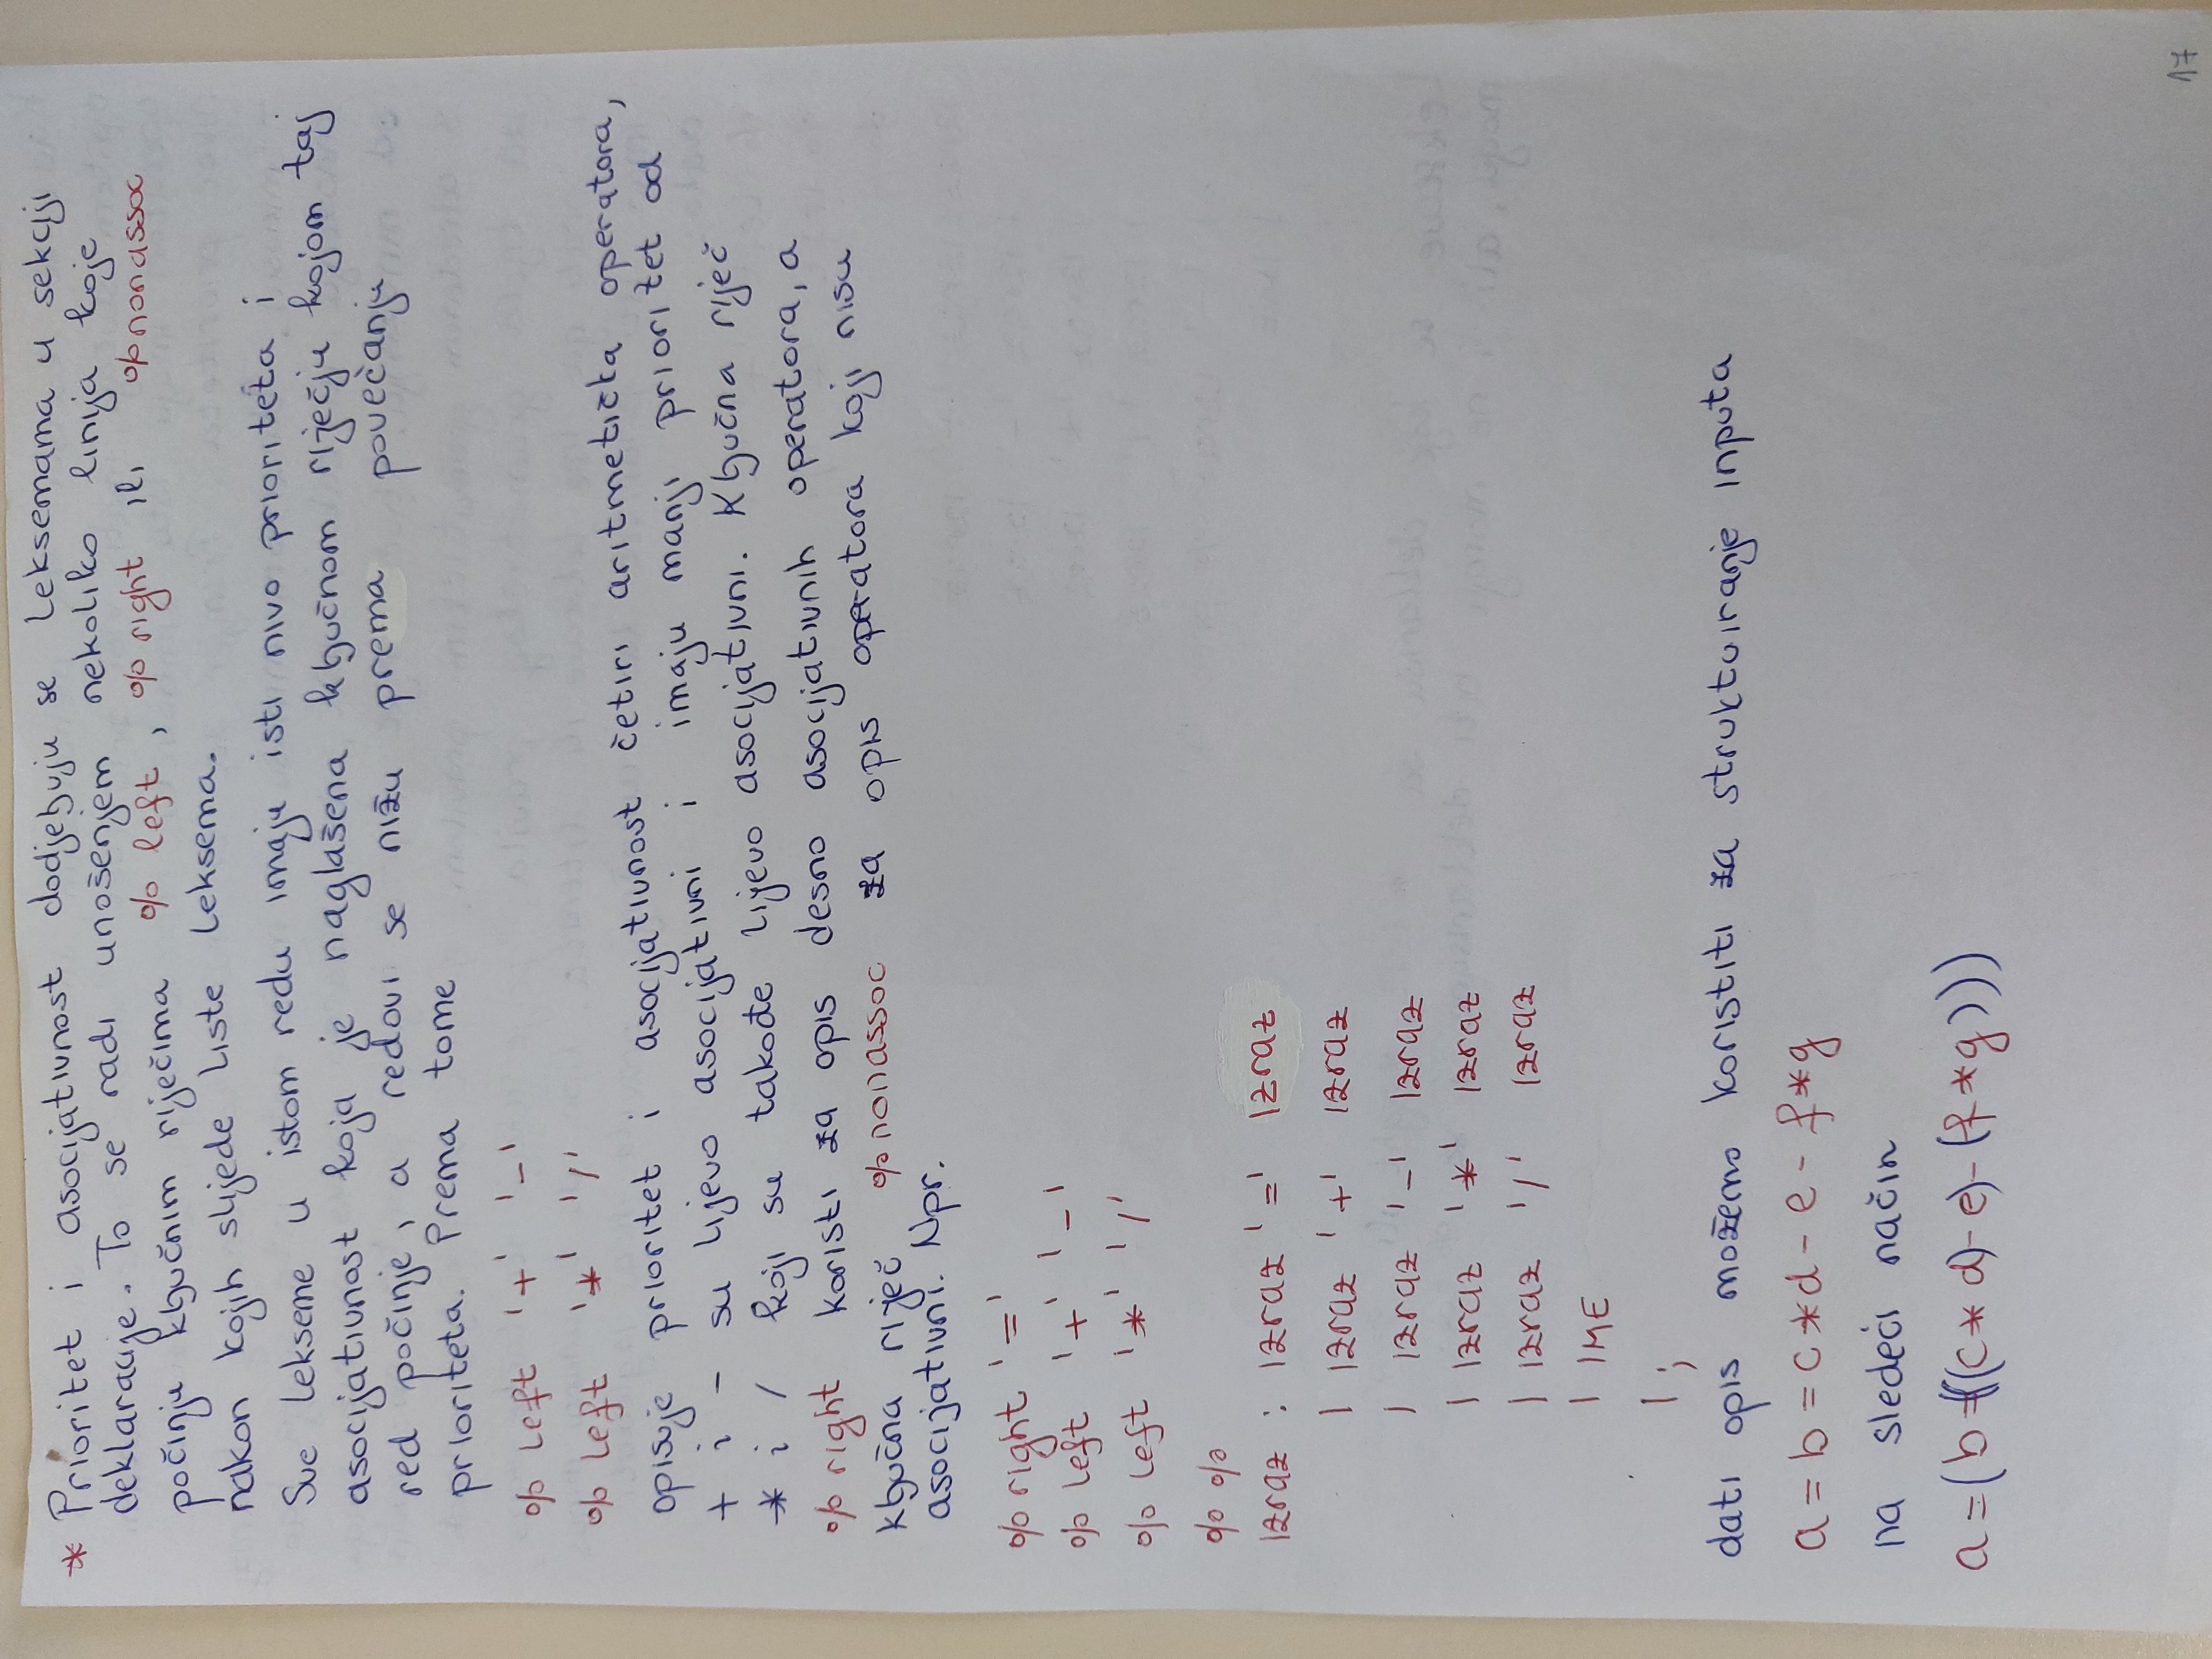 * Prioritet i asocijativnost dodjeljuju se leksemama u sekciji
deklaracije. To se radi unošenjem nekoliko linija koje
počinju ključnim riječima % left, % right ili %nonassoc
nakon kojih slijede liste leksema.
Sve lekseme u istom redu imaju isti nivo prioriteta i
asocijativnost koja je naglašena ključnom riječju kojom taj
red počinje, a redovi se nižu prema povećanju
prioriteta. Prema tome
% left '+' '-'
% left '*' '/'
opisuje prioritet i asocijativnost četiri aritmetička operatora,
+ i - su lijevo asocijativni i imaju manji prioritet od
* i / koji su takođe lijevo asocijativni. Ključna riječ
% right koristi za opis desno asocijativnih operatora, a
ključna riječ %nonassoc za opis operatora koji nisu
asocijativni. Npr.
% right '='
% left '+' '-'
% left '*' '/'
% %
izraz : izraz '=' izraz
| izraz '+' izraz
| izraz '-' izraz
| izraz '*' izraz
| izraz '/' izraz
| IME
| ;
dati opis možemo koristiti za struktuiranje inputa
a = b = c * d - e - f * g
na sledeći način
a = (b = (((c * d) - e) - (f * g)))
17